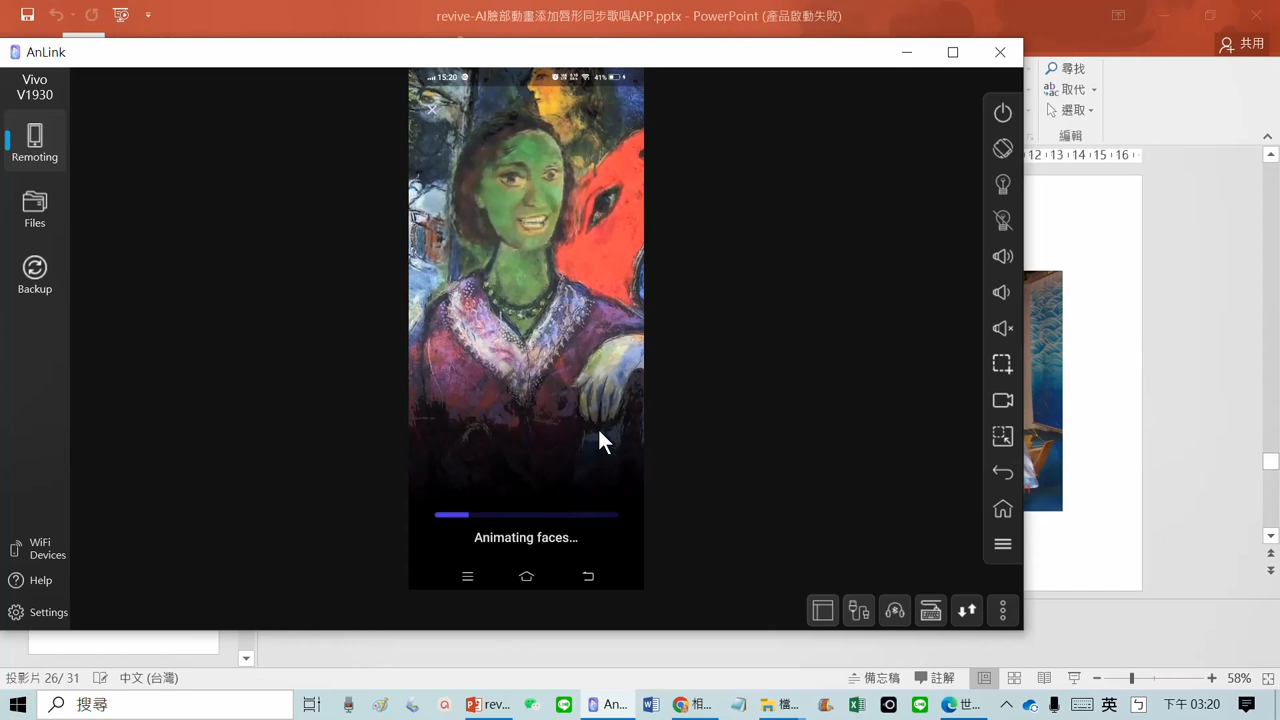 revive-AI臉部動畫添加唇形同步歌唱APP.pptx - PowerPoint (產品啟動失敗)
共用
AnLink
Vivo
V1930
Remoting
Files
Backup
WiFi
Devices
Help
Settings
15:20
41%
Animating faces...
尋找
取代
選取
編輯
12 13 14 15 16
投影片 26/ 31
中文 (台灣)
備忘稿
註解
58%
搜尋
rev...
An...
相...
檔...
世...
英
下午 03:20